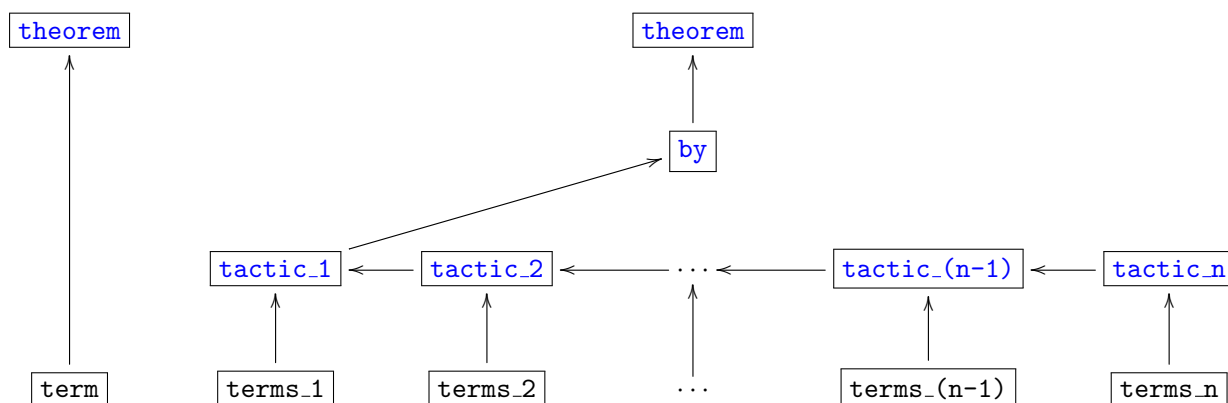 theorem theorem
by
tactic_1 tactic_2 ... tactic_(n-1) tactic_n
term terms_1 terms_2 ... terms_(n-1) terms_n